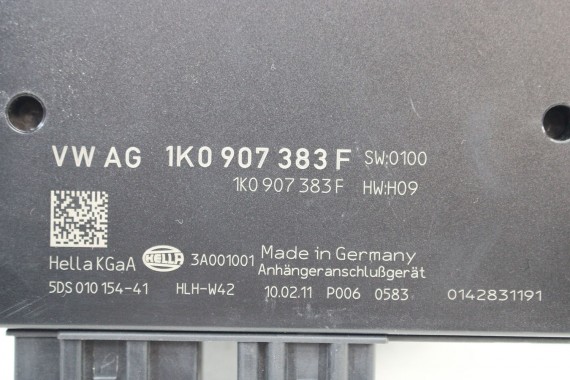 VW AG 1K0 907 383 F SW:0100
1K0 907 383 F HW:H09
Hella KGaA HELLA 3A001001 Made in Germany
Anhängeranschlußgerät
5DS 010 154-41 HLH-W42 10.02.11 P006 0583 0142831191